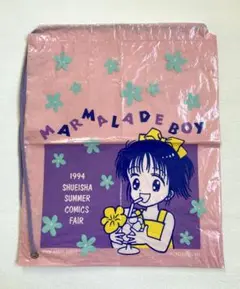 MARMALADE BOY
1994
SHUEISHA
SUMMER
COMICS
FAIR